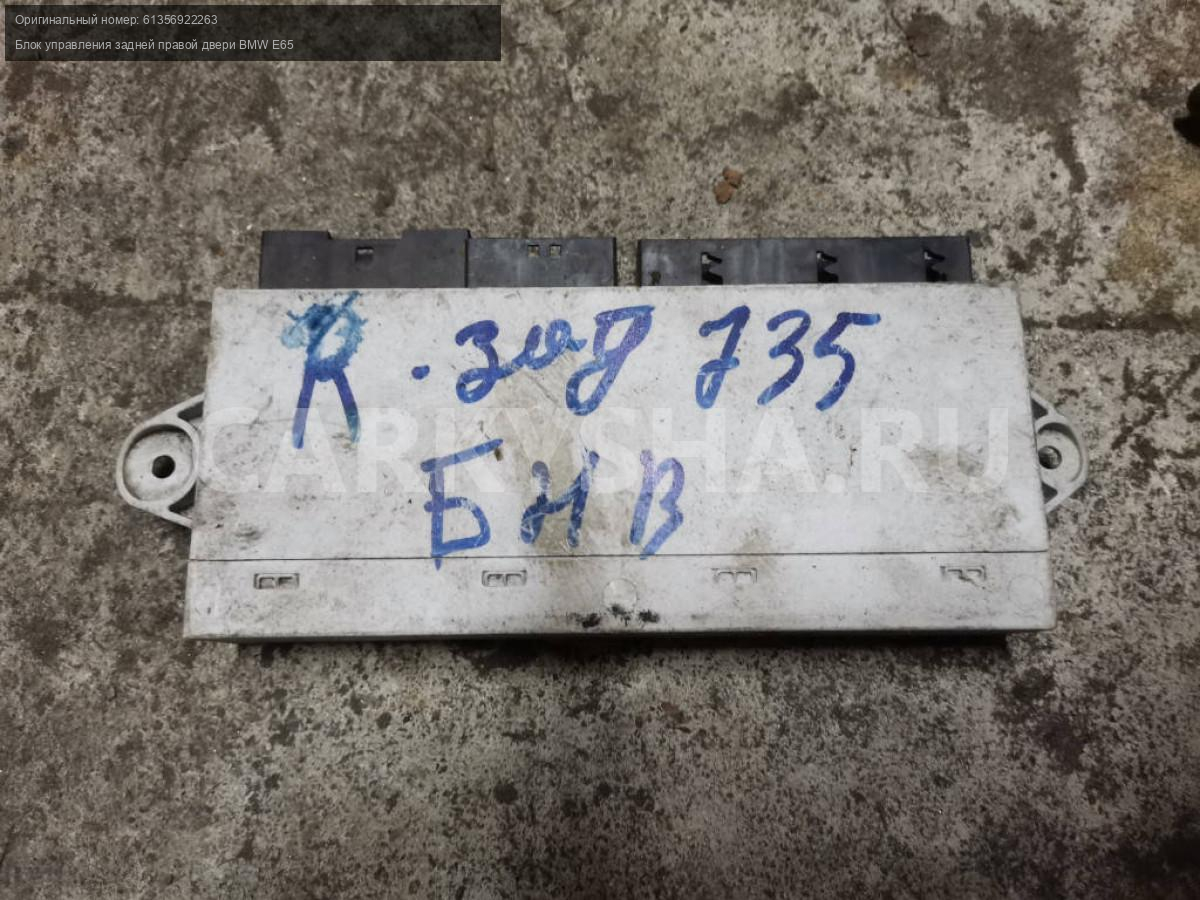 Оригинальный номер: 61356922263
Блок управления задней правой двери BMW E65
R . зад 735
CARKYSHA.RU
БНВ